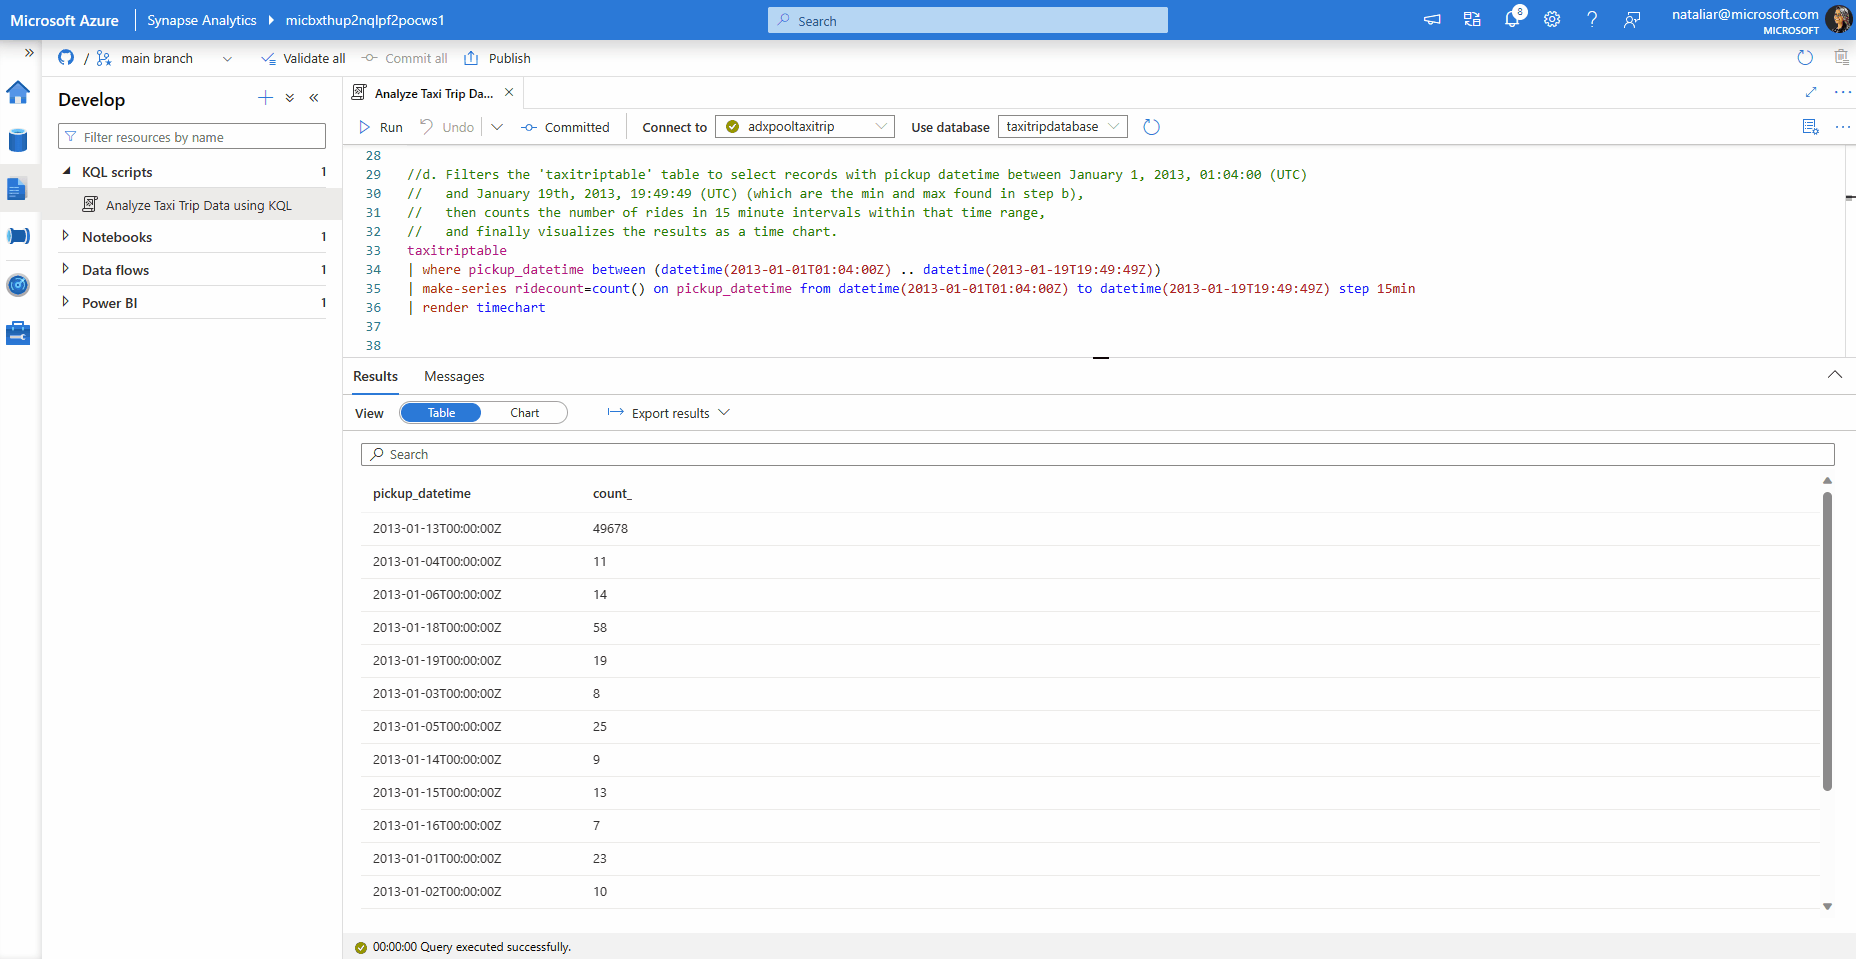 Microsoft Azure
Synapse Analytics
micbxthup2nqlpf2pocws1
Search
8
nataliar@microsoft.com
MICROSOFT
/
main branch
Validate all
Commit all
Publish
Develop
Filter resources by name
KQL scripts 1
Analyze Taxi Trip Data using KQL
Notebooks 1
Data flows 1
Power BI 1
Analyze Taxi Trip Da...
Run
Undo
Committed
Connect to
adxpooltaxitrip
Use database
taxitripdatabase
28
29 //d. Filters the 'taxitriptable' table to select records with pickup datetime between January 1, 2013, 01:04:00 (UTC)
30 // and January 19th, 2013, 19:49:49 (UTC) (which are the min and max found in step b),
31 // then counts the number of rides in 15 minute intervals within that time range,
32 // and finally visualizes the results as a time chart.
33 taxitriptable
34 | where pickup_datetime between (datetime(2013-01-01T01:04:00Z) .. datetime(2013-01-19T19:49:49Z))
35 | make-series ridecount=count() on pickup_datetime from datetime(2013-01-01T01:04:00Z) to datetime(2013-01-19T19:49:49Z) step 15min
36 | render timechart
37
38
Results
Messages
View
Table
Chart
Export results
Search
pickup_datetime count_
2013-01-13T00:00:00Z 49678
2013-01-04T00:00:00Z 11
2013-01-06T00:00:00Z 14
2013-01-18T00:00:00Z 58
2013-01-19T00:00:00Z 19
2013-01-03T00:00:00Z 8
2013-01-05T00:00:00Z 25
2013-01-14T00:00:00Z 9
2013-01-15T00:00:00Z 13
2013-01-16T00:00:00Z 7
2013-01-01T00:00:00Z 23
2013-01-02T00:00:00Z 10
00:00:00 Query executed successfully.